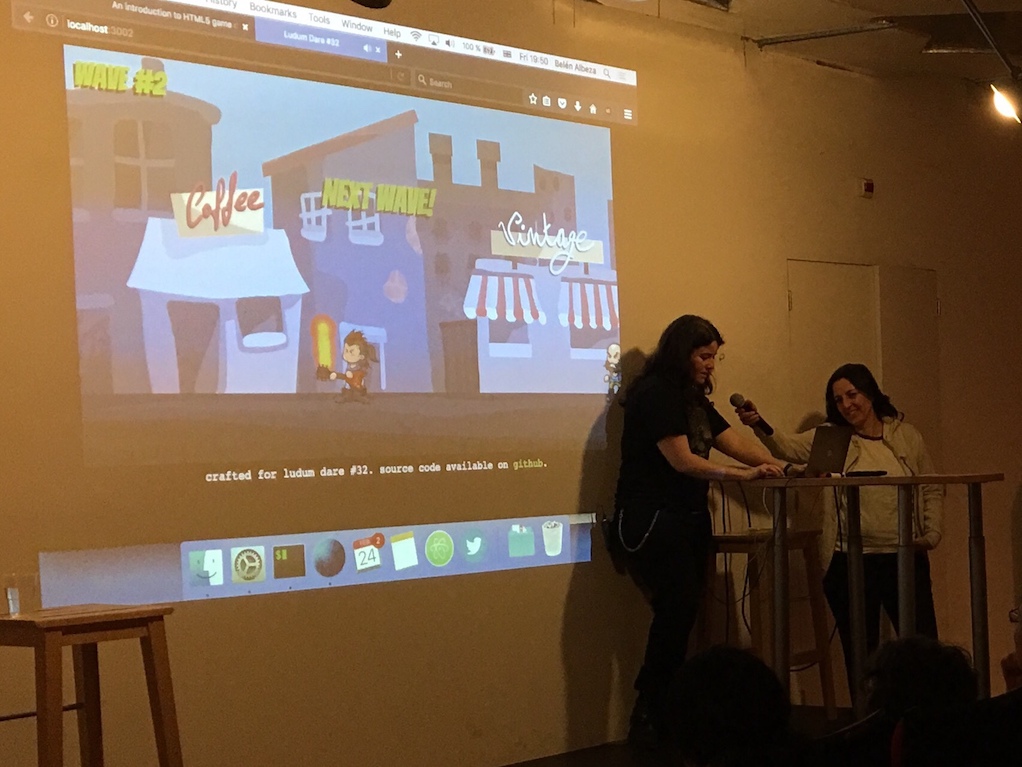 History Bookmarks Tools Window Help 100 % Fri 19:50 Belén Albeza
An introduction to HTML5 game
Ludum Dare #32
localhost:3002
Search
WAVE #2
Coffee
NEXT WAVE!
Vintage
crafted for ludum dare #32. source code available on github.
$
2
24